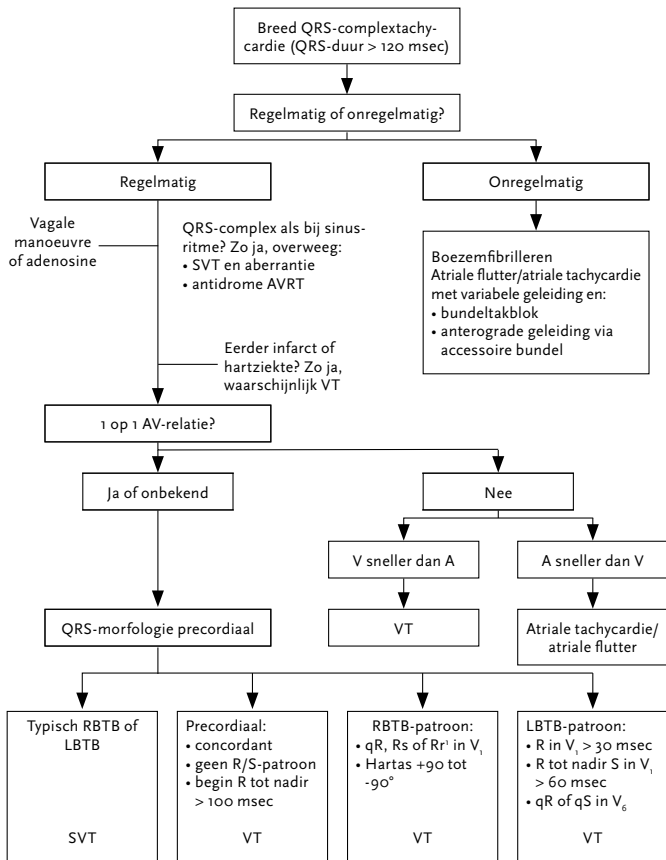 Breed QRS-complextachy-
cardie (QRS-duur > 120 msec)
Regelmatig of onregelmatig?
Regelmatig
Onregelmatig
Vagale
manoeuvre
of adenosine
QRS-complex als bij sinus-
ritme? Zo ja, overweeg:
• SVT en aberrantie
• antidrome AVRT
Boezemfibrilleren
Atriale flutter/atriale tachycardie
met variabele geleiding en:
• bundeltakblok
• anterograde geleiding via
accessoire bundel
Eerder infarct of
hartziekte? Zo ja,
waarschijnlijk VT
1 op 1 AV-relatie?
Ja of onbekend
Nee
V sneller dan A
A sneller dan V
QRS-morfologie precordiaal
VT
Atriale tachycardie/
atriale flutter
Typisch RBTB of
LBTB
SVT
Precordiaal:
• concordant
• geen R/S-patroon
• begin R tot nadir
> 100 msec
VT
RBTB-patroon:
• qR, Rs of Rr¹ in V₁
• Hartas +90 tot
-90°
VT
LBTB-patroon:
• R in V₁ > 30 msec
• R tot nadir S in V₁
> 60 msec
• qR of qS in V₆
VT